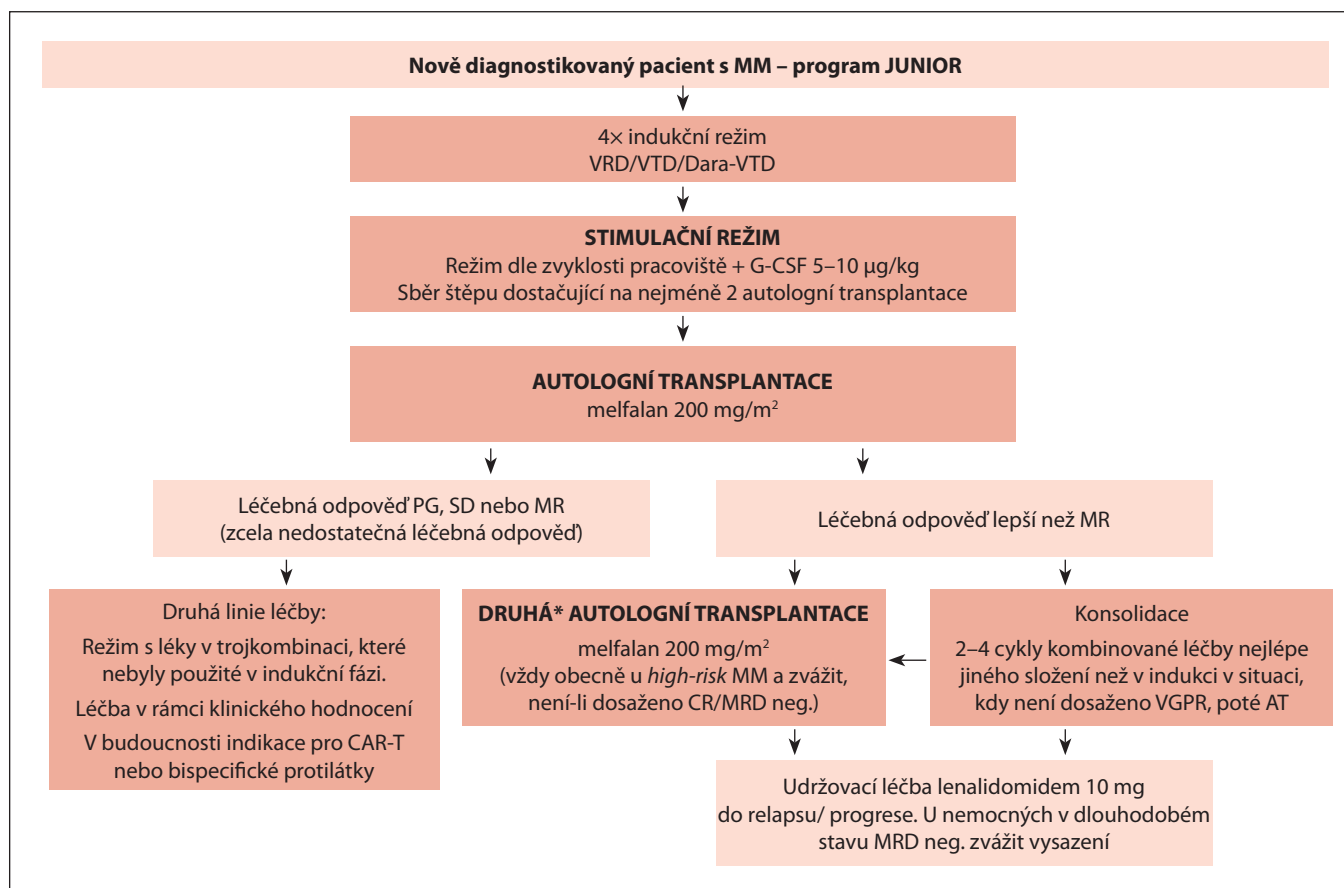 Nově diagnostikovaný pacient s MM – program JUNIOR
4× indukční režim
VRD/VTD/Dara-VTD
STIMULAČNÍ REŽIM
Režim dle zvyklosti pracoviště + G-CSF 5–10 µg/kg
Sběr štěpu dostačující na nejméně 2 autologní transplantace
AUTOLOGNÍ TRANSPLANTACE
melfalan 200 mg/m²
Léčebná odpověď PG, SD nebo MR
(zcela nedostatečná léčebná odpověď)
Léčebná odpověď lepší než MR
Druhá linie léčby:
Režim s léky v trojkombinaci, které
nebyly použité v indukční fázi.
Léčba v rámci klinického hodnocení
V budoucnosti indikace pro CAR-T
nebo bispecifické protilátky
DRUHÁ* AUTOLOGNÍ TRANSPLANTACE
melfalan 200 mg/m²
(vždy obecně u high-risk MM a zvážit,
není-li dosaženo CR/MRD neg.)
Konsolidace
2–4 cykly kombinované léčby nejlépe
jiného složení než v indukci v situaci,
kdy není dosaženo VGPR, poté AT
Udržovací léčba lenalidomidem 10 mg
do relapsu/ progrese. U nemocných v dlouhodobém
stavu MRD neg. zvážit vysazení